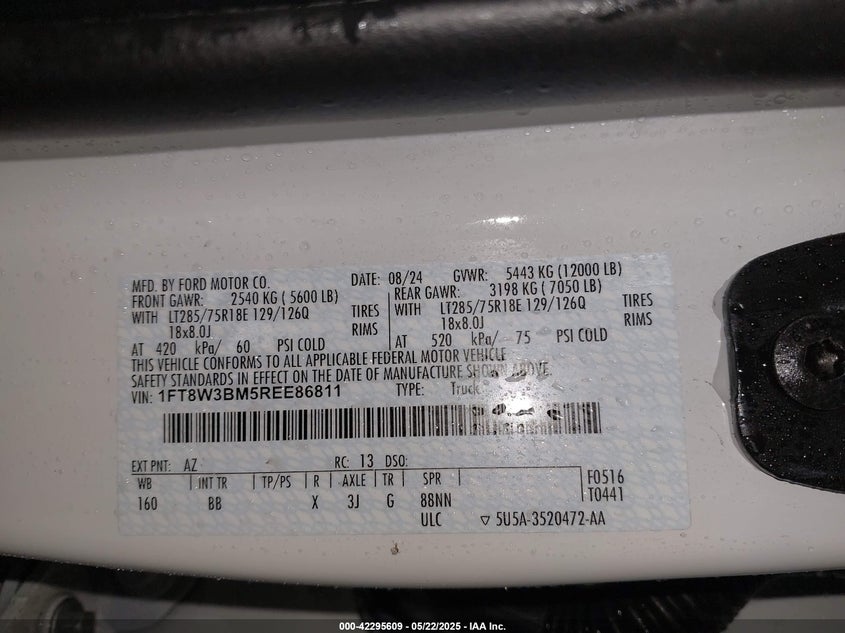 MFD. BY FORD MOTOR CO. DATE: 08/24 GVWR: 5443 KG (12000 LB)
FRONT GAWR: 2540 KG ( 5600 LB) REAR GAWR: 3198 KG ( 7050 LB)
WITH LT285/75R18E 129/126Q TIRES WITH LT285/75R18E 129/126Q TIRES
18x8.0J RIMS 18x8.0J RIMS
AT 420 kPa/ 60 PSI COLD AT 520 kPa/ 75 PSI COLD
THIS VEHICLE CONFORMS TO ALL APPLICABLE FEDERAL MOTOR VEHICLE
SAFETY STANDARDS IN EFFECT ON THE DATE OF MANUFACTURE SHOWN ABOVE.
VIN: 1FT8W3BM5REE86811 TYPE: Truck
EXT PNT: AZ RC: 13 DSO:
WB INT TR TP/PS R AXLE TR SPR F0516
160 BB X 3J G 88NN T0441
ULC ▽ 5U5A-3520472-AA
000-42295609 - 05/22/2025 - IAA Inc.